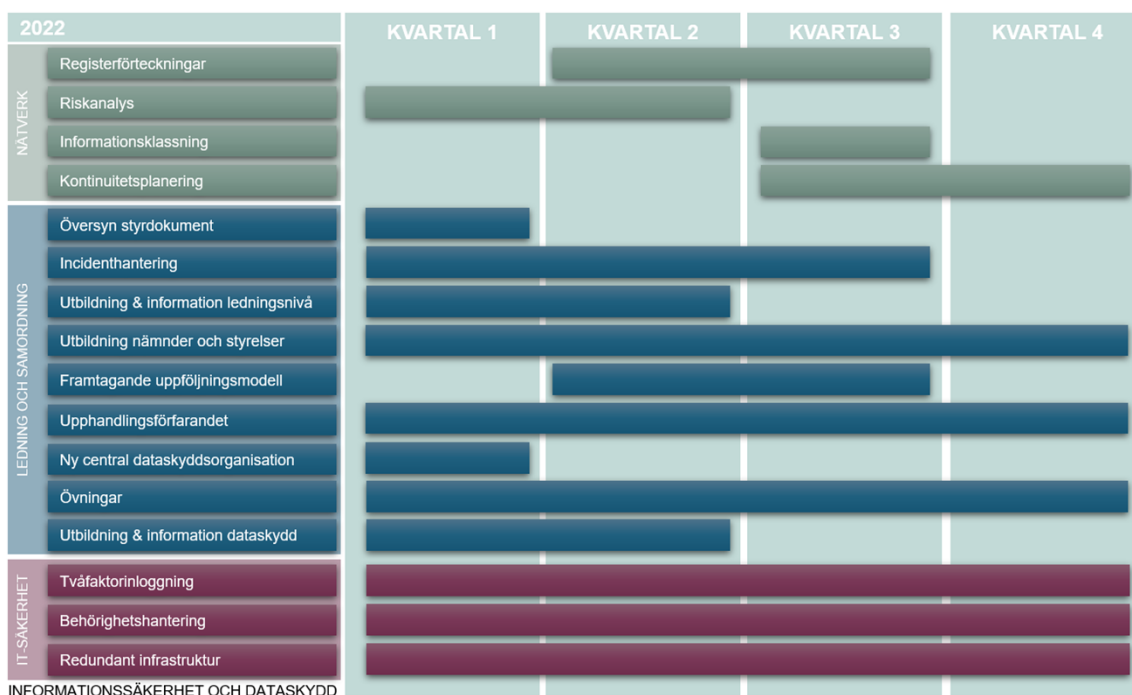 2022
KVARTAL 1
KVARTAL 2
KVARTAL 3
KVARTAL 4
NÄTVERK
Registerförteckningar
Riskanalys
Informationsklassning
Kontinuitetsplanering
LEDNING OCH SAMORDNING
Översyn styrdokument
Incidenthantering
Utbildning & information ledningsnivå
Utbildning nämnder och styrelser
Framtagande uppföljningsmodell
Upphandlingsförfarandet
Ny central dataskyddsorganisation
Övningar
Utbildning & information dataskydd
IT-SÄKERHET
Tvåfaktorinloggning
Behörighetshantering
Redundant infrastruktur
INFORMATIONSSÄKERHET OCH DATASKYDD